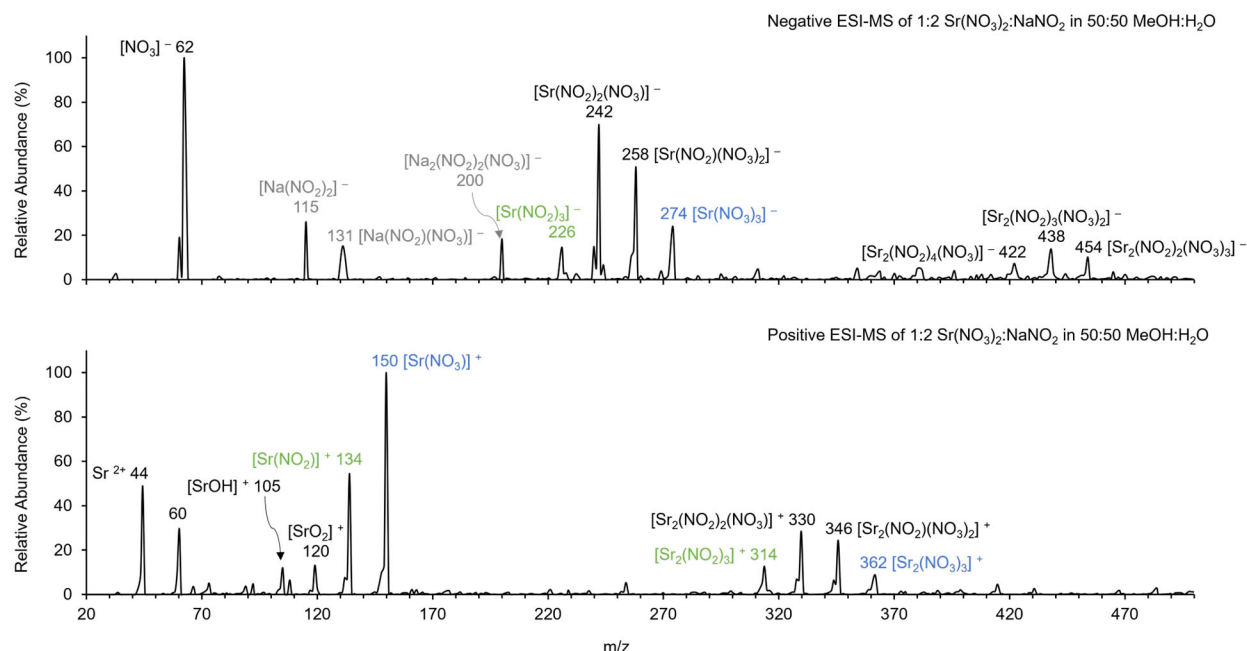 Negative ESI-MS of 1:2 Sr(NO₃)₂:NaNO₂ in 50:50 MeOH:H₂O
Relative Abundance (%)
100
80
60
40
20
0
[NO₃]⁻ 62
[Na(NO₂)₂]⁻
115
131 [Na(NO₂)(NO₃)]⁻
[Na₂(NO₂)₂(NO₃)]⁻
200
[Sr(NO₂)₃]⁻
226
[Sr(NO₂)₂(NO₃)]⁻
242
258 [Sr(NO₂)(NO₃)₂]⁻
274 [Sr(NO₃)₃]⁻
[Sr₂(NO₂)₄(NO₃)]⁻ 422
[Sr₂(NO₂)₃(NO₃)₂]⁻
438
454 [Sr₂(NO₂)₂(NO₃)₃]⁻
Positive ESI-MS of 1:2 Sr(NO₃)₂:NaNO₂ in 50:50 MeOH:H₂O
Relative Abundance (%)
100
80
60
40
20
0
Sr ²⁺ 44
60
[SrOH]⁺ 105
[SrO₂]⁺
120
[Sr(NO₂)]⁺ 134
150 [Sr(NO₃)]⁺
[Sr₂(NO₂)₃]⁺ 314
[Sr₂(NO₂)₂(NO₃)]⁺ 330
346 [Sr₂(NO₂)(NO₃)₂]⁺
362 [Sr₂(NO₃)₃]⁺
20 70 120 170 220 270 320 370 420 470
m/z